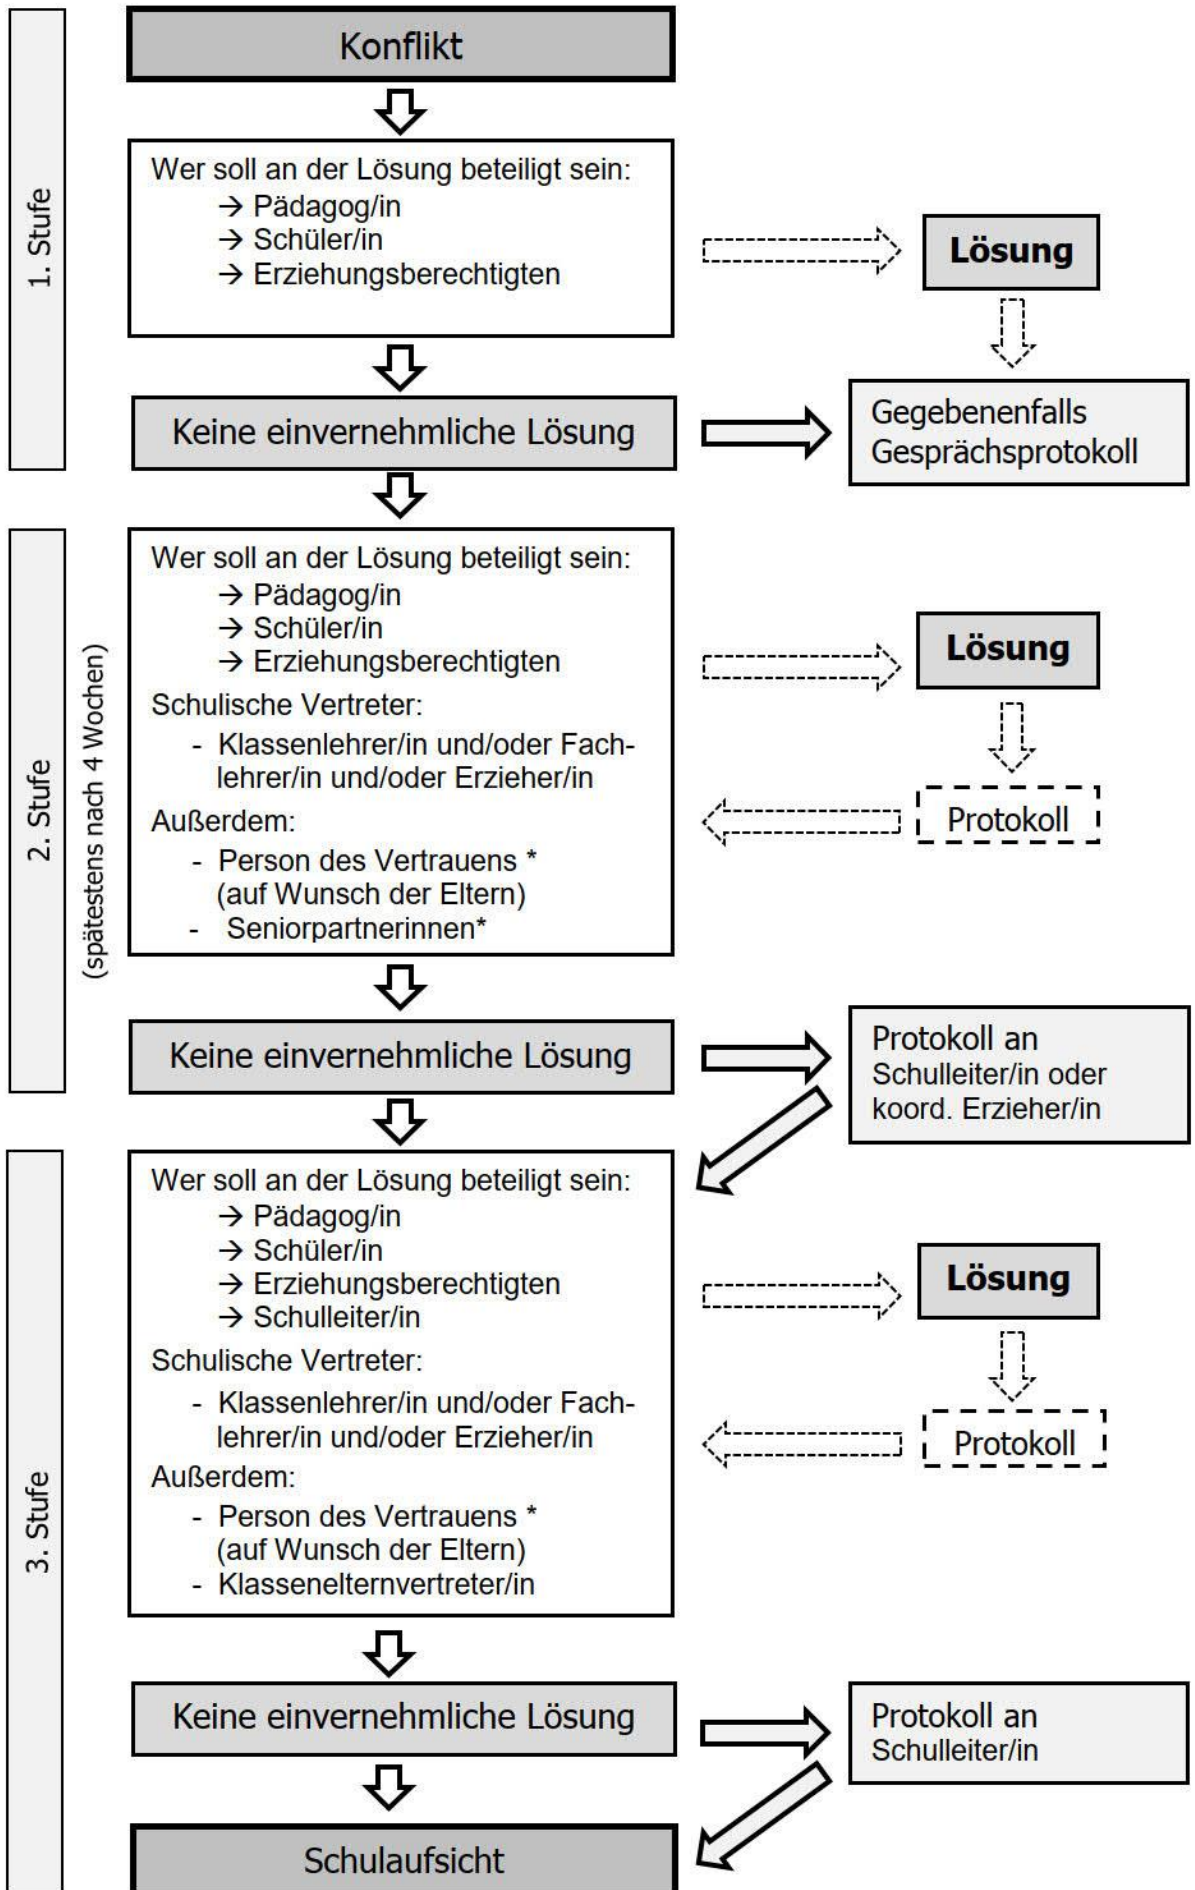 1. Stufe
Konflikt
Wer soll an der Lösung beteiligt sein:
→ Pädagog/in
→ Schüler/in
→ Erziehungsberechtigten
Lösung
Keine einvernehmliche Lösung
Gegebenenfalls
Gesprächsprotokoll
2. Stufe
(spätestens nach 4 Wochen)
Wer soll an der Lösung beteiligt sein:
→ Pädagog/in
→ Schüler/in
→ Erziehungsberechtigten
Schulische Vertreter:
- Klassenlehrer/in und/oder Fach-
lehrer/in und/oder Erzieher/in
Außerdem:
- Person des Vertrauens *
(auf Wunsch der Eltern)
- Seniorpartnerinnen*
Lösung
Protokoll
Keine einvernehmliche Lösung
Protokoll an
Schulleiter/in oder
koord. Erzieher/in
3. Stufe
Wer soll an der Lösung beteiligt sein:
→ Pädagog/in
→ Schüler/in
→ Erziehungsberechtigten
→ Schulleiter/in
Schulische Vertreter:
- Klassenlehrer/in und/oder Fach-
lehrer/in und/oder Erzieher/in
Außerdem:
- Person des Vertrauens *
(auf Wunsch der Eltern)
- Klassenelternvertreter/in
Lösung
Protokoll
Keine einvernehmliche Lösung
Protokoll an
Schulleiter/in
Schulaufsicht